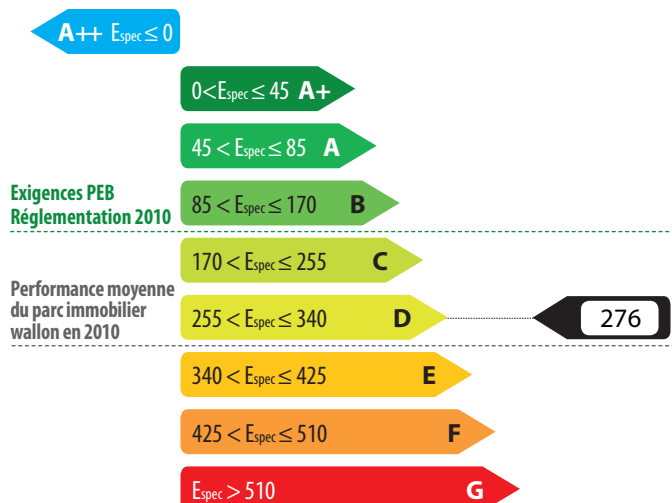 A++ Espec ≤ 0
0<Espec ≤ 45 A+
45 < Espec ≤ 85 A
Exigences PEB
Réglementation 2010
85 < Espec ≤ 170 B
170 < Espec ≤ 255 C
Performance moyenne
du parc immobilier
wallon en 2010
255 < Espec ≤ 340 D
276
340 < Espec ≤ 425 E
425 < Espec ≤ 510 F
Espec > 510 G